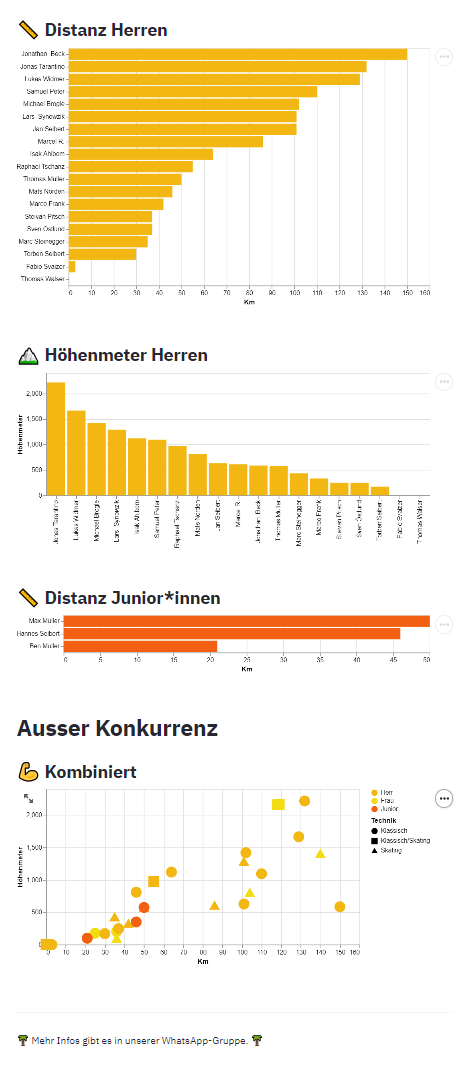 Distanz Herren
Jonathan Beck
Jonas Tarantino
Lukas Widmer
Samuel Peter
Michael Brogle
Lars Synowzik
Jan Seibert
Marcel R.
Isak Ahlbom
Raphael Tschanz
Thomas Muller
Mats Norden
Marco Frank
Steivan Pitsch
Sven Östlund
Marc Steinegger
Torben Seibert
Fabio Svaizer
Thomas Walser
0 10 20 30 40 50 60 70 80 90 100 110 120 130 140 150 160
Km
Höhenmeter Herren
Höhenmeter
2,000
1,500
1,000
500
0
Jonas Tarantino
Lukas Widmer
Michael Brogle
Lars Synowzik
Isak Ahlbom
Samuel Peter
Raphael Tschanz
Mats Norden
Jan Seibert
Marcel R.
Jonathan Beck
Thomas Muller
Marc Steinegger
Marco Frank
Steivan Pitsch
Sven Östlund
Torben Seibert
Fabio Svaizer
Thomas Walser
Distanz Junior*innen
Max Muller
Hannes Seibert
Ben Muller
0 5 10 15 20 25 30 35 40 45 50
Km
Ausser Konkurrenz
Kombiniert
Höhenmeter
2,000
1,500
1,000
500
0
0 10 20 30 40 50 60 70 80 90 100 110 120 130 140 150 160
Km
Herr
Frau
Junior
Technik
Klassisch
Klassisch/Skating
Skating
Mehr Infos gibt es in unserer WhatsApp-Gruppe.